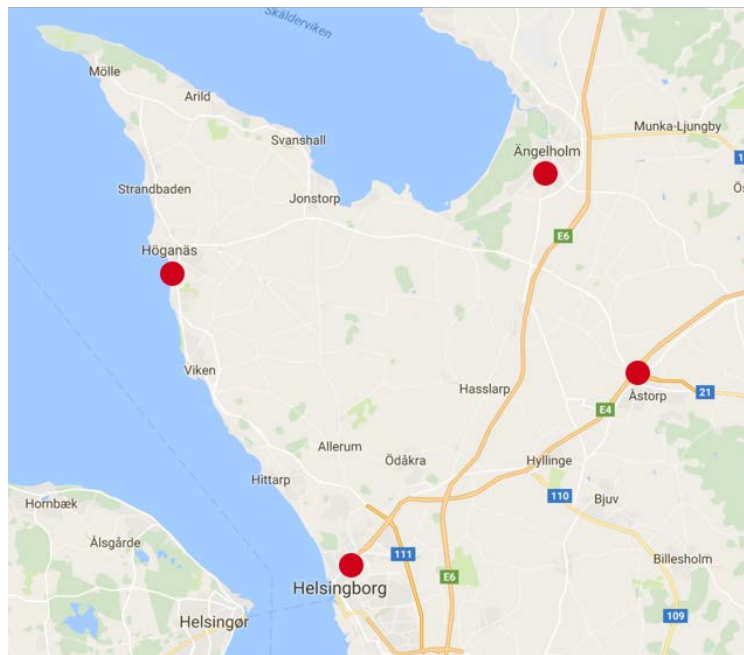 Skälderviken
Mölle
Arild
Munka-Ljungby
Svanshall
Ängelholm
Strandbaden
Jonstorp
E6
Höganäs
Viken
Hasslarp
21
Åstorp
E4
Allerum
Ödåkra
Hyllinge
Hittarp
110
Bjuv
Hornbæk
Älsgårde
111
Billesholm
E6
Helsingborg
109
Helsingør